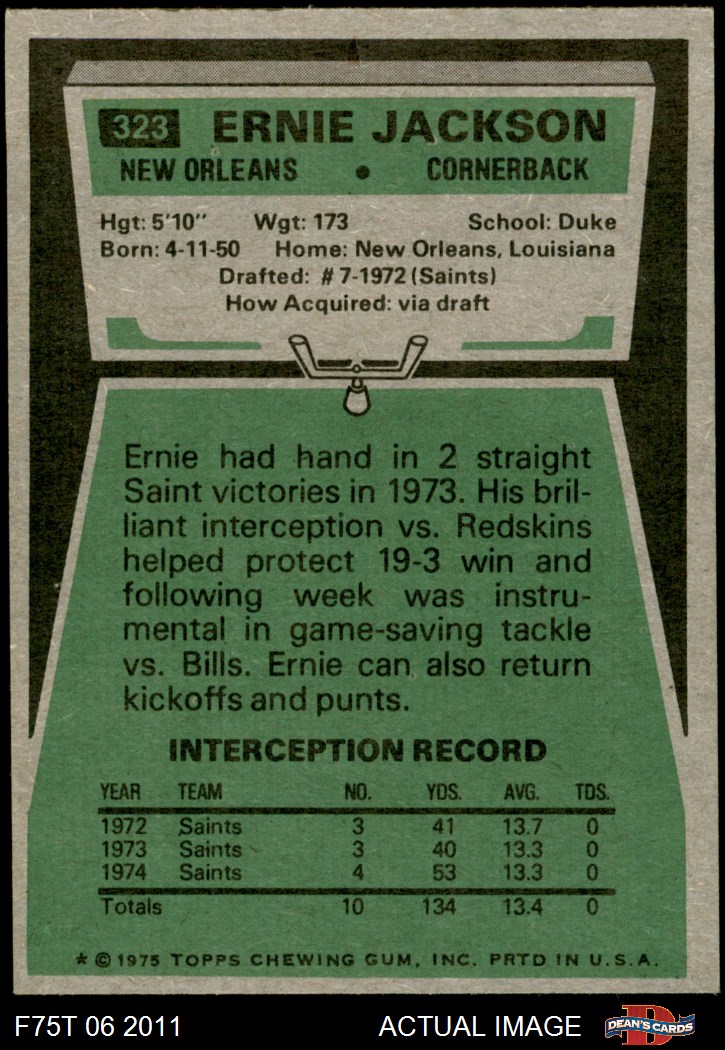 323 ERNIE JACKSON
NEW ORLEANS • CORNERBACK
Hgt: 5'10" Wgt: 173 School: Duke
Born: 4-11-50 Home: New Orleans, Louisiana
Drafted: #7-1972 (Saints)
How Acquired: via draft
Ernie had hand in 2 straight
Saint victories in 1973. His bril-
liant interception vs. Redskins
helped protect 19-3 win and
following week was instru-
mental in game-saving tackle
vs. Bills. Ernie can also return
kickoffs and punts.
INTERCEPTION RECORD
YEAR TEAM NO. YDS. AVG. TDS.
1972 Saints 3 41 13.7 0
1973 Saints 3 40 13.3 0
1974 Saints 4 53 13.3 0
Totals 10 134 13.4 0
* © 1975 TOPPS CHEWING GUM, INC. PRTD IN U.S.A.
F75T 06 2011 ACTUAL IMAGE D DEAN'S CARDS